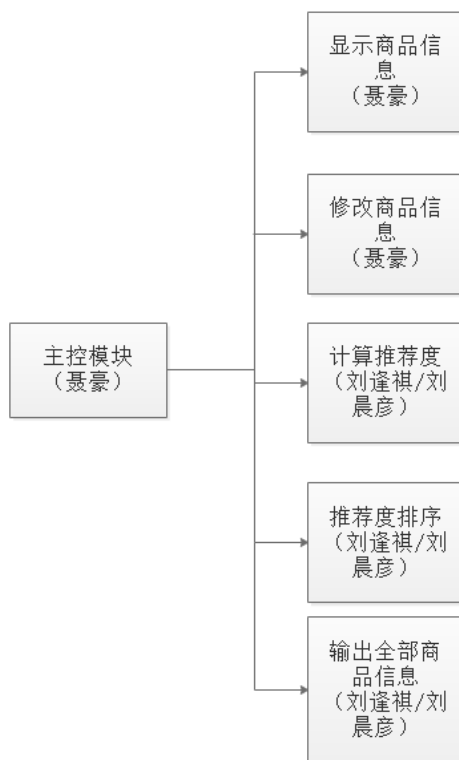 显示商品信
息
（聂豪）
修改商品信
息
（聂豪）
主控模块
（聂豪）
计算推荐度
（刘逢祺/刘
晨彦）
推荐度排序
（刘逢祺/刘
晨彦）
输出全部商
品信息
（刘逢祺/刘
晨彦）